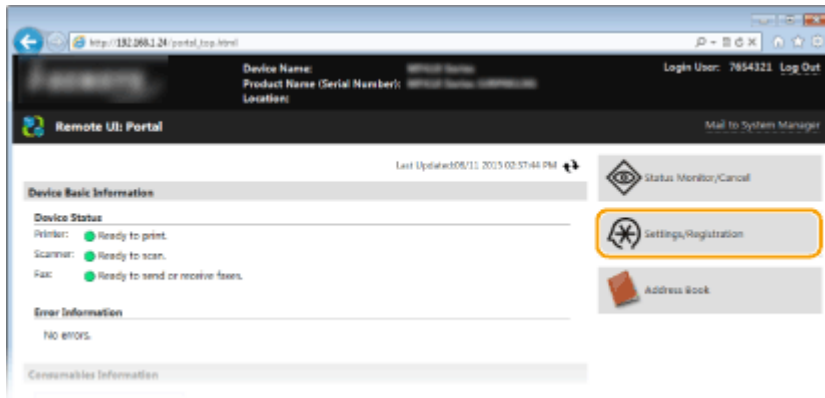 http://192.168.1.24/portal_top.html
Device Name:
Product Name (Serial Number):
Location:
Login User: 7654321 Log Out
Remote UI: Portal
Mail to System Manager
Last Updated:08/11 2015 02:57:44 PM
Device Basic Information
Device Status
Printer: Ready to print.
Scanner: Ready to scan.
Fax: Ready to send or receive faxes.
Error Information
No errors.
Consumables Information
Status Monitor/Cancel
Settings/Registration
Address Book